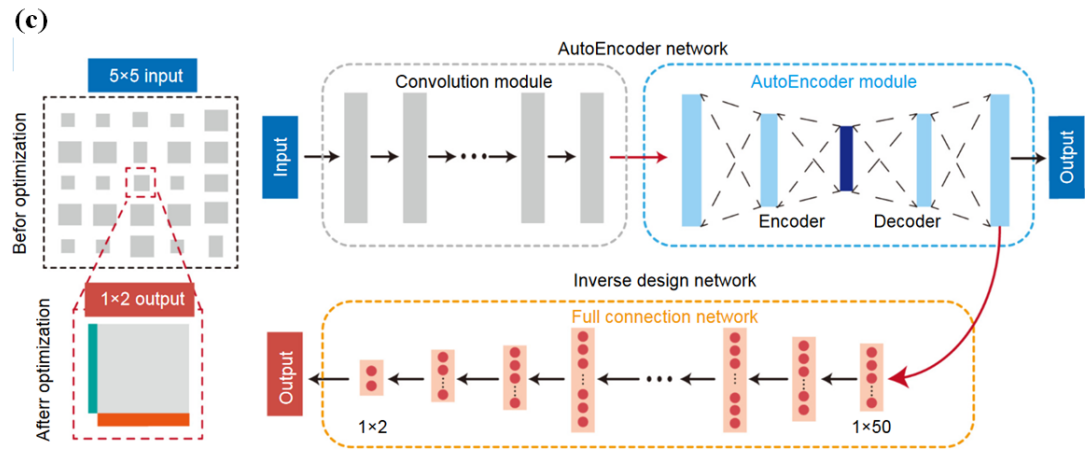 (c)
5×5 input
Befor optimization
1×2 output
Afterr optimization
AutoEncoder network
Convolution module
Input
AutoEncoder module
Encoder
Decoder
Output
Inverse design network
Full connection network
Output
1×2
1×50